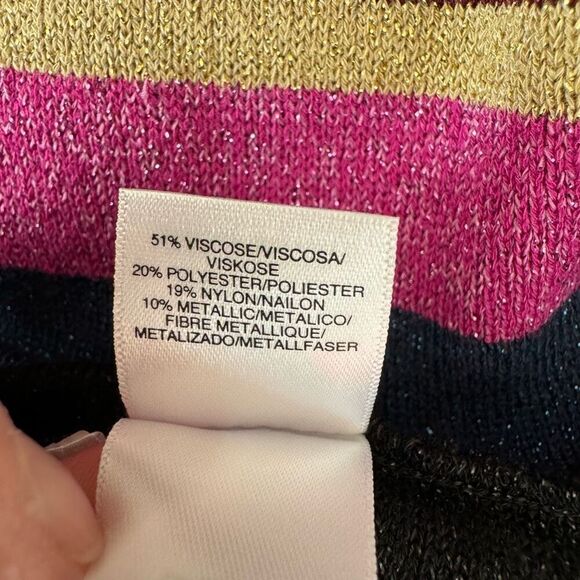 51% VISCOSE/VISCOSA/
VISKOSE
20% POLYESTER/POLIESTER
19% NYLON/NAILON
10% METALLIC/METALICO/
FIBRE METALLIQUE/
METALIZADO/METALLFASER